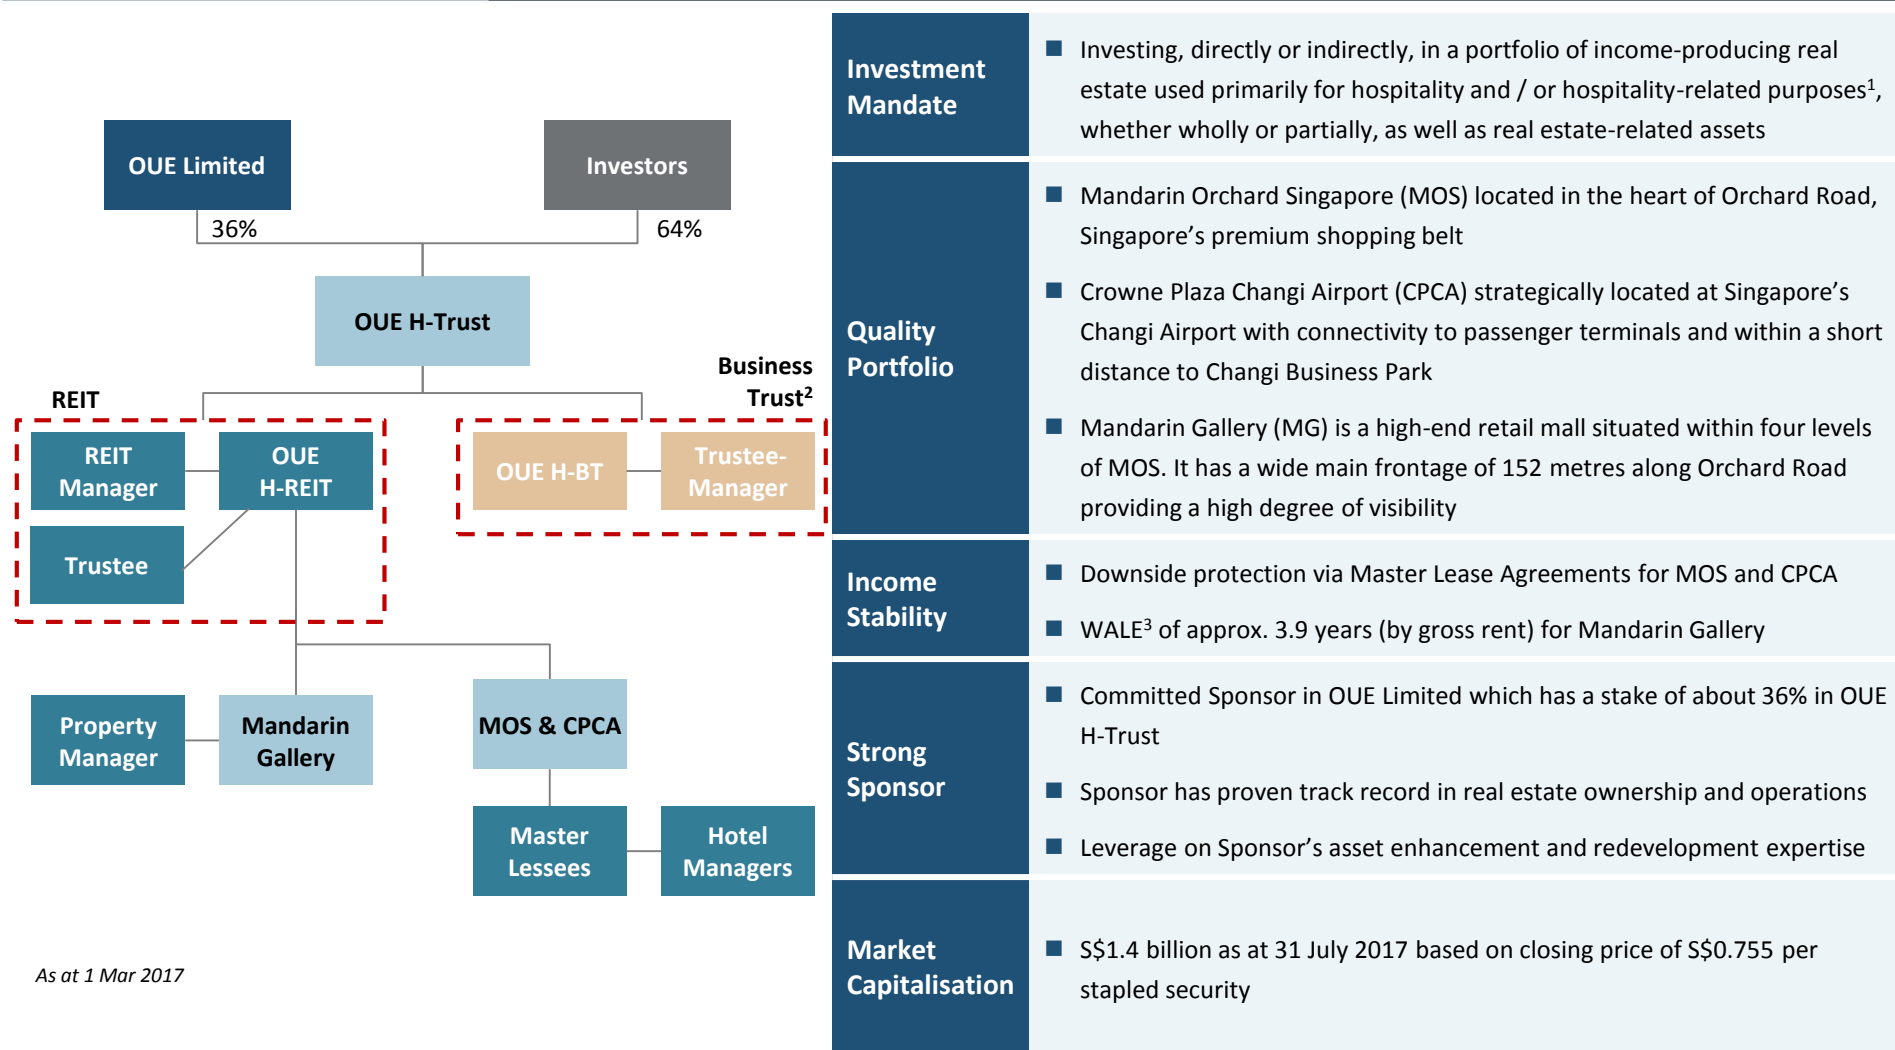 OUE Limited
Investors
36%
64%
OUE H-Trust
REIT
Business
Trust²
REIT
Manager
OUE
H-REIT
Trustee
OUE H-BT
Trustee-
Manager
Property
Manager
Mandarin
Gallery
MOS & CPCA
Master
Lessees
Hotel
Managers
As at 1 Mar 2017
Investment
Mandate
■ Investing, directly or indirectly, in a portfolio of income-producing real
estate used primarily for hospitality and / or hospitality-related purposes¹,
whether wholly or partially, as well as real estate-related assets
Quality
Portfolio
■ Mandarin Orchard Singapore (MOS) located in the heart of Orchard Road,
Singapore’s premium shopping belt
■ Crowne Plaza Changi Airport (CPCA) strategically located at Singapore’s
Changi Airport with connectivity to passenger terminals and within a short
distance to Changi Business Park
■ Mandarin Gallery (MG) is a high-end retail mall situated within four levels
of MOS. It has a wide main frontage of 152 metres along Orchard Road
providing a high degree of visibility
Income
Stability
■ Downside protection via Master Lease Agreements for MOS and CPCA
■ WALE³ of approx. 3.9 years (by gross rent) for Mandarin Gallery
Strong
Sponsor
■ Committed Sponsor in OUE Limited which has a stake of about 36% in OUE
H-Trust
■ Sponsor has proven track record in real estate ownership and operations
■ Leverage on Sponsor’s asset enhancement and redevelopment expertise
Market
Capitalisation
■ S$1.4 billion as at 31 July 2017 based on closing price of S$0.755 per
stapled security